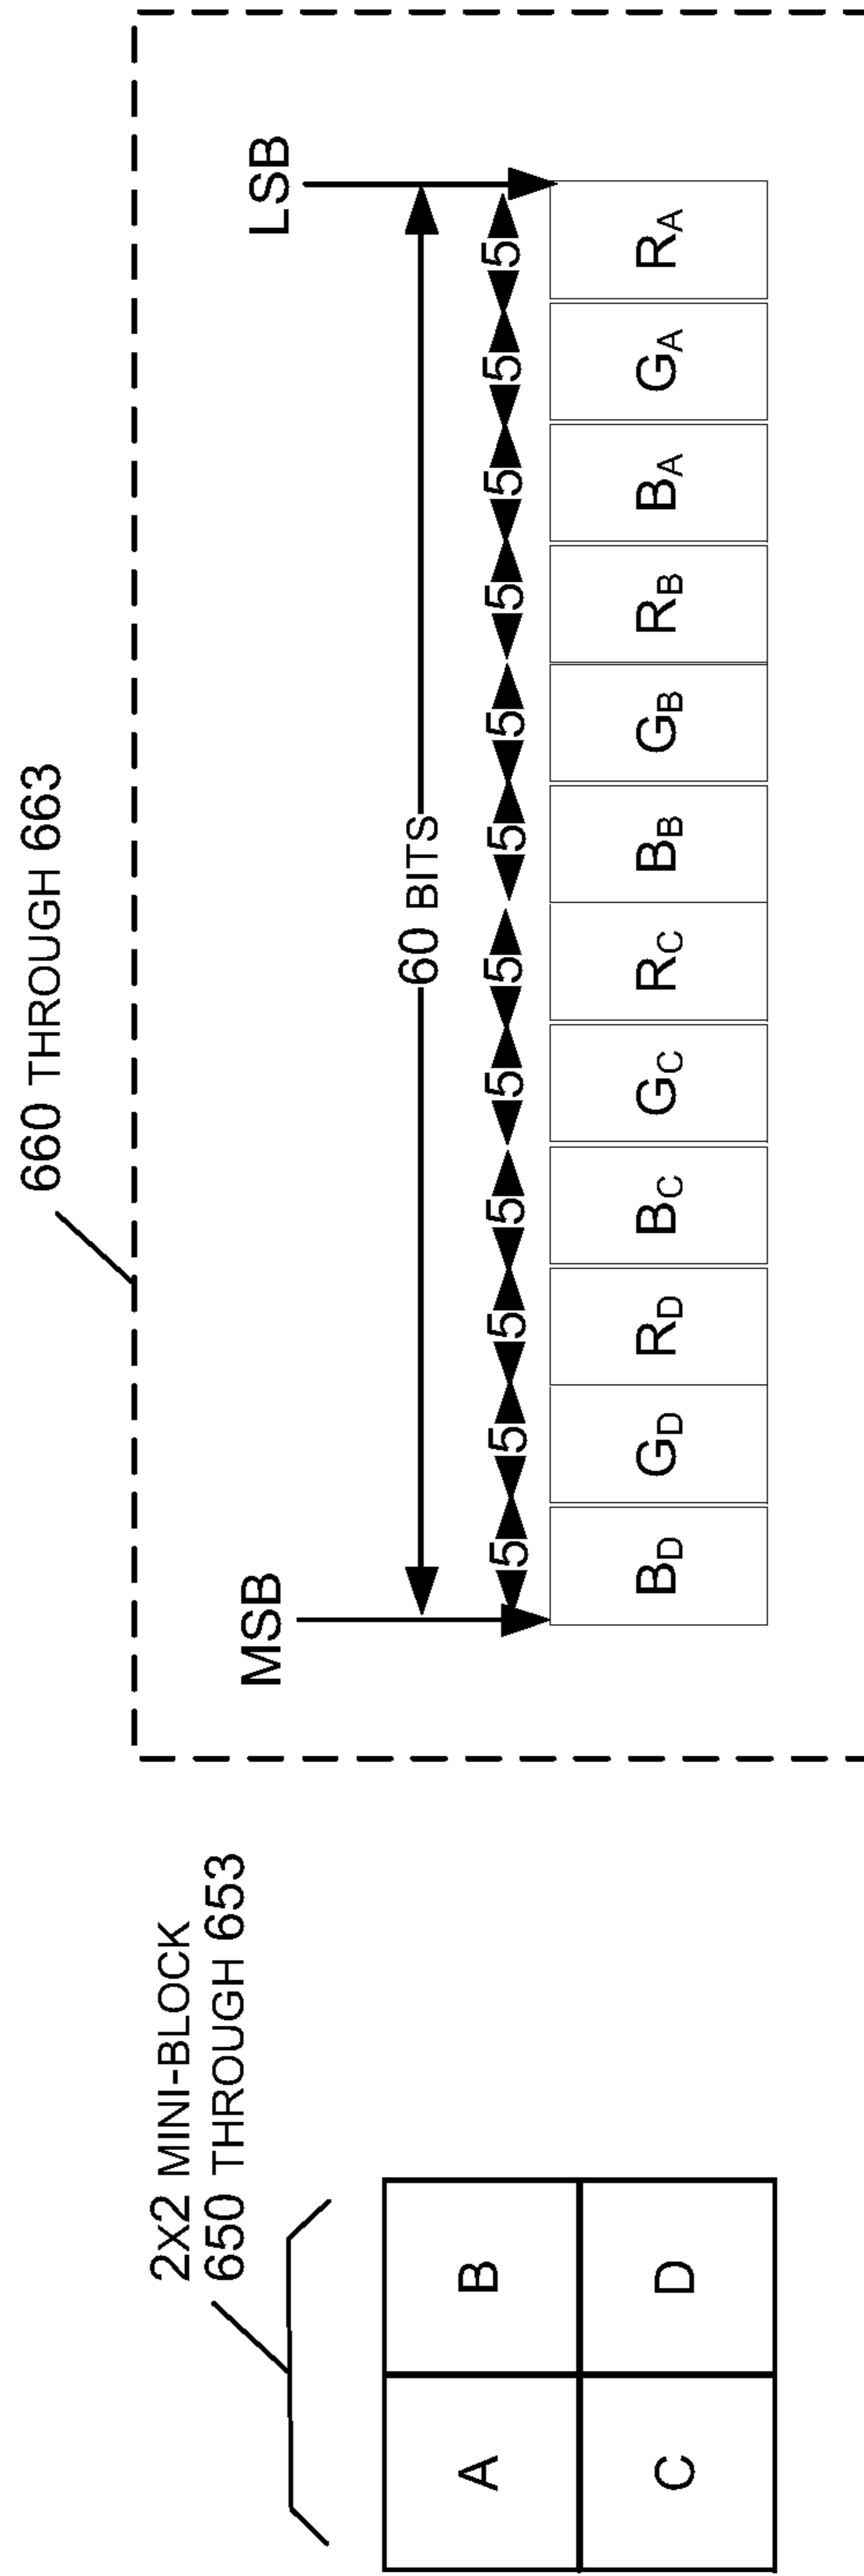 2X2 MINI-BLOCK
650 THROUGH 653
A B
C D
660 THROUGH 663
MSB LSB
60 BITS
5 5 5 5 5 5 5 5 5 5 5 5
BD GD RD BC GC RC BB GB RB BA GA RA